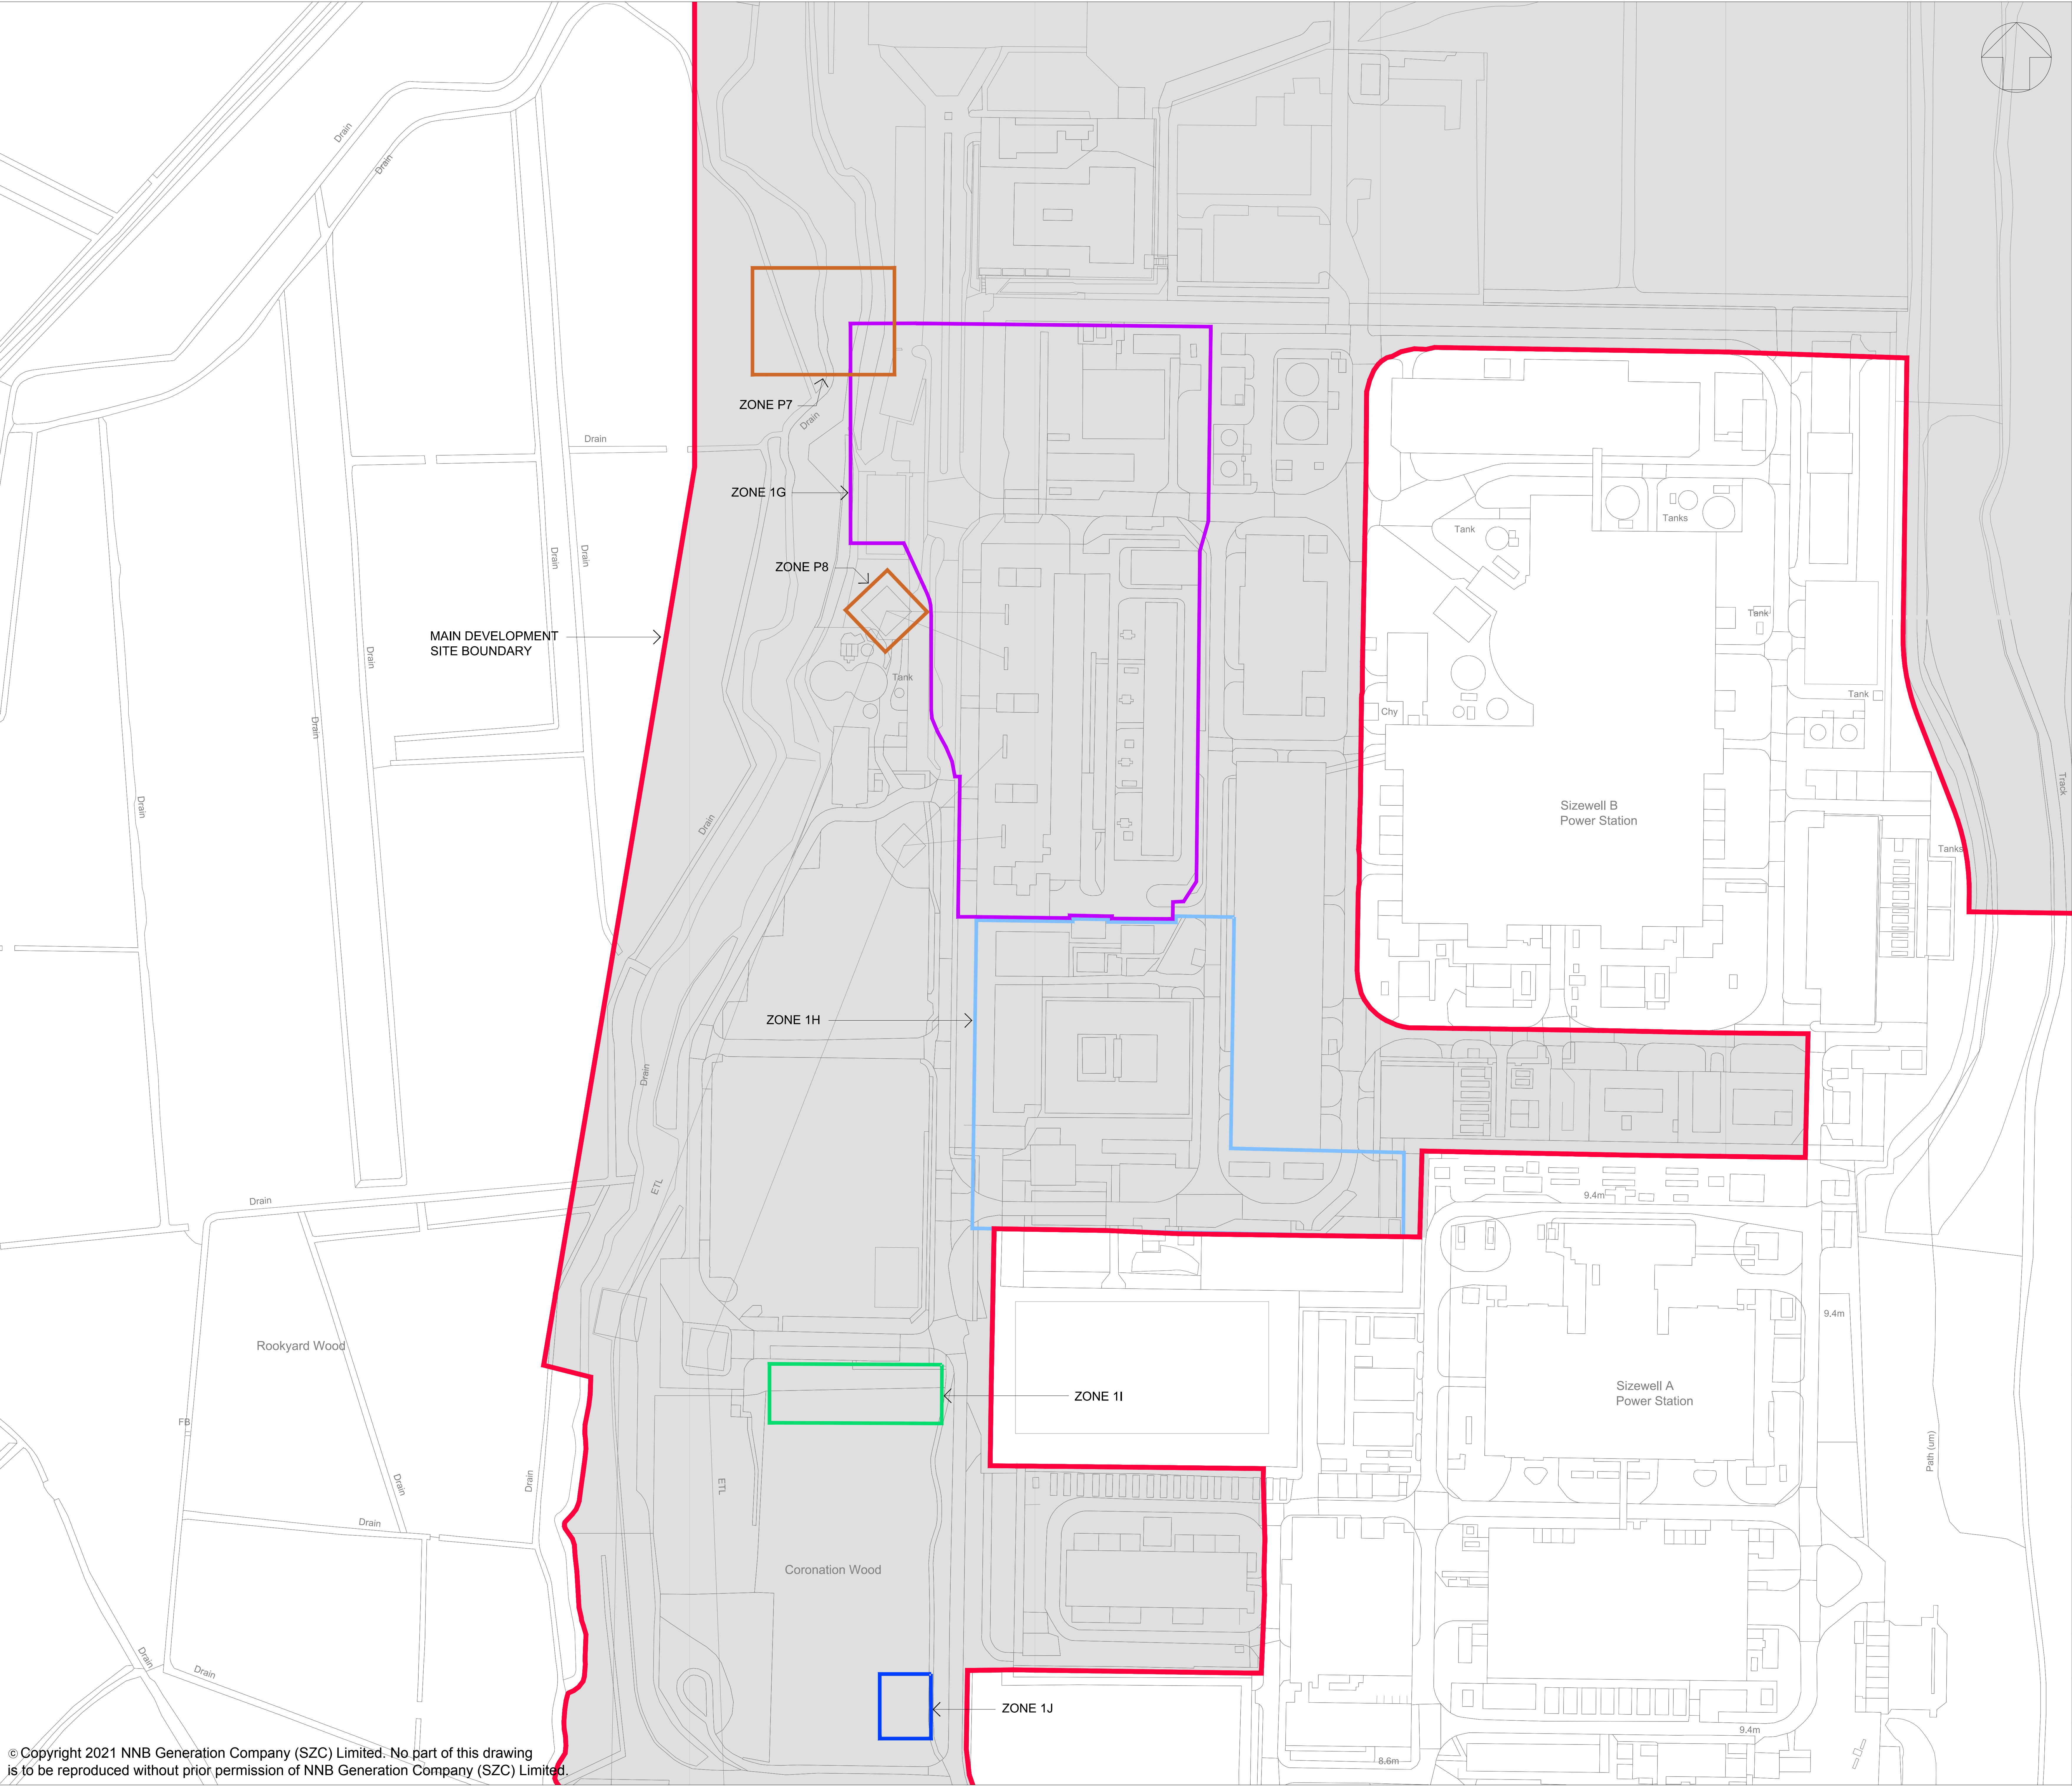 Drain
Drain
ZONE P7
Drain
Drain
ZONE 1G
Tanks
Tank
Drain
Drain
ZONE P8
Tank
MAIN DEVELOPMENT
SITE BOUNDARY
Drain
Tank
Tank
Chy
Drain
Track
Drain
Sizewell B
Power Station
Drain
Tanks
ZONE 1H
Drain
ETL
9.4m
Drain
9.4m
Rookyard Wood
Sizewell A
Power Station
ZONE 1I
FB
Path (um)
Drain
Drain
ETL
Drain
Coronation Wood
Drain
Drain
ZONE 1J
9.4m
8.6m
© Copyright 2021 NNB Generation Company (SZC) Limited. No part of this drawing
is to be reproduced without prior permission of NNB Generation Company (SZC) Limited.